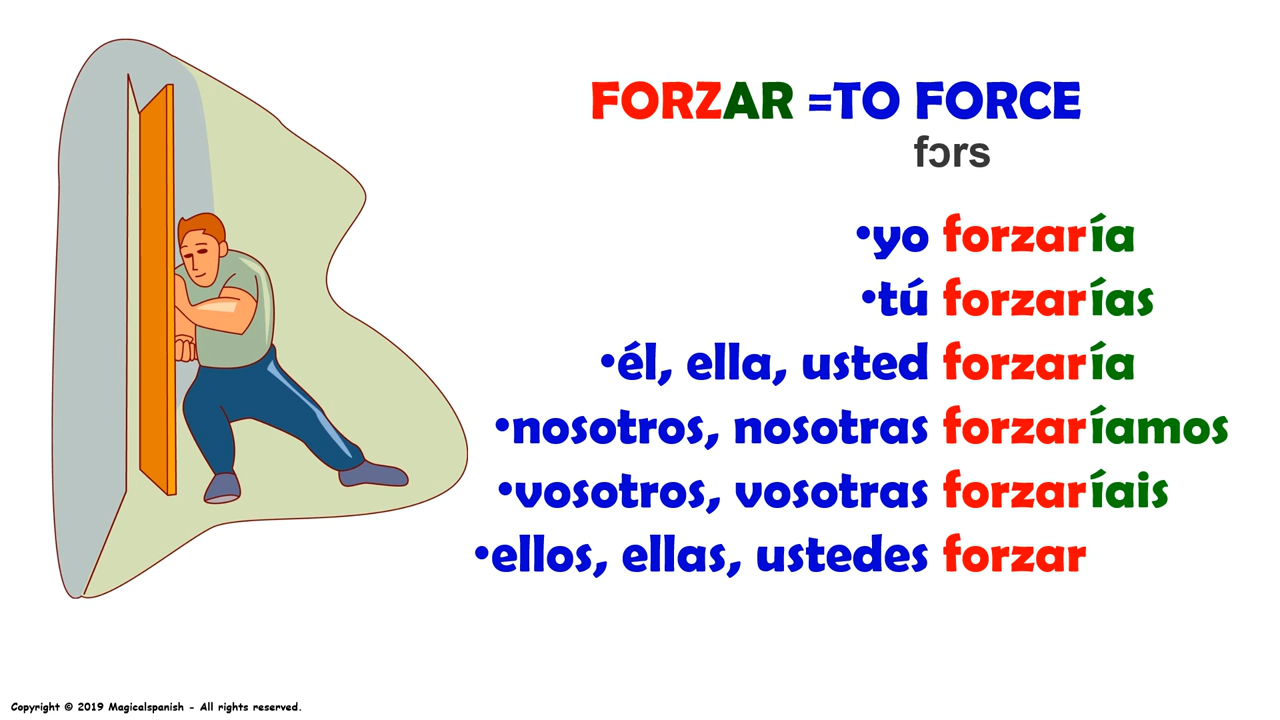 FORZAR =TO FORCE
fɔrs
•yo forzaría
•tú forzarías
•él, ella, usted forzaría
•nosotros, nosotras forzaríamos
•vosotros, vosotras forzaríais
•ellos, ellas, ustedes forzar
Copyright © 2019 Magicalspanish - All rights reserved.